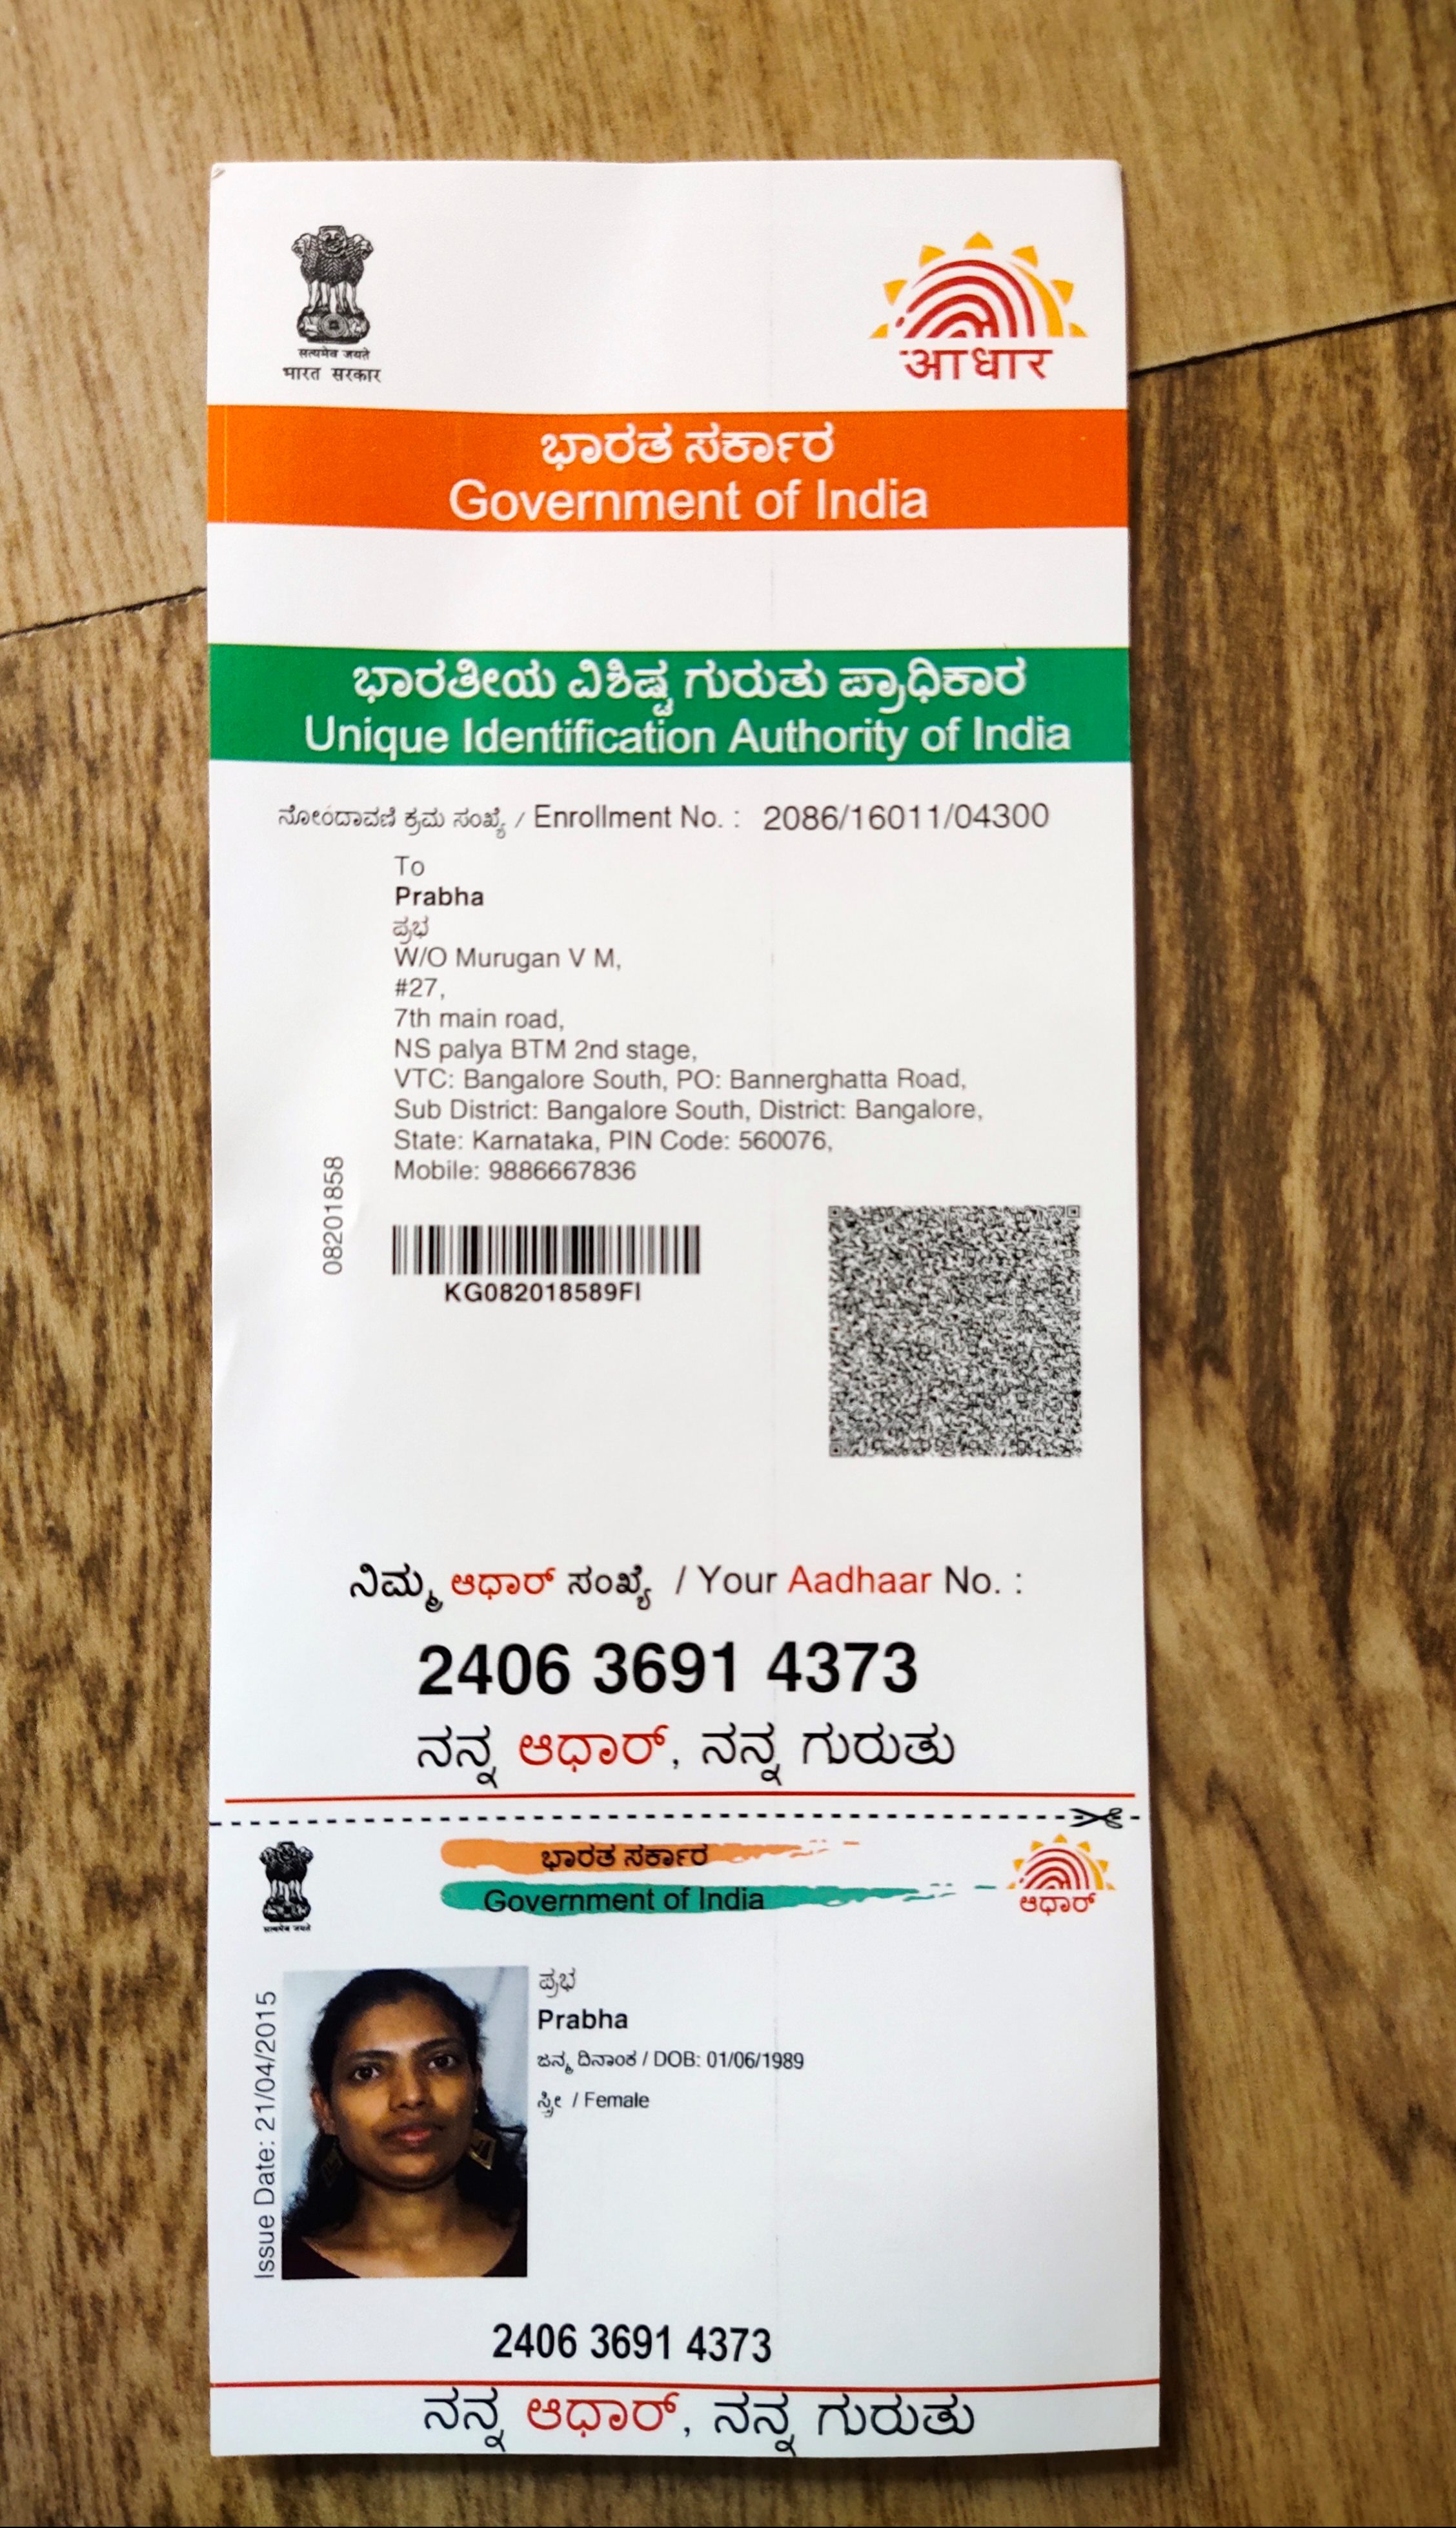 सत्यमेव जयते
भारत सरकार
आधार
ಭಾರತ ಸರ್ಕಾರ
Government of India
ಭಾರತೀಯ ವಿಶಿಷ್ಟ ಗುರುತು ಪ್ರಾಧಿಕಾರ
Unique Identification Authority of India
ನೋಂದಾವಣಿ ಕ್ರಮ ಸಂಖ್ಯೆ / Enrollment No. : 2086/16011/04300
To
Prabha
ಪ್ರಭ
W/O Murugan V M,
#27,
7th main road,
NS palya BTM 2nd stage,
VTC: Bangalore South, PO: Bannerghatta Road,
Sub District: Bangalore South, District: Bangalore,
State: Karnataka, PIN Code: 560076,
Mobile: 9886667836
08201858
KG082018589FI
ನಿಮ್ಮ ಆಧಾರ್ ಸಂಖ್ಯೆ / Your Aadhaar No. :
2406 3691 4373
ನನ್ನ ಆಧಾರ್, ನನ್ನ ಗುರುತು
सत्यमेव जयते
ಭಾರತ ಸರ್ಕಾರ
Government of India
ಆಧಾರ್
Issue Date: 21/04/2015
ಪ್ರಭ
Prabha
ಜನ್ಮ ದಿನಾಂಕ / DOB: 01/06/1989
ಸ್ತ್ರೀ / Female
2406 3691 4373
ನನ್ನ ಆಧಾರ್, ನನ್ನ ಗುರುತು